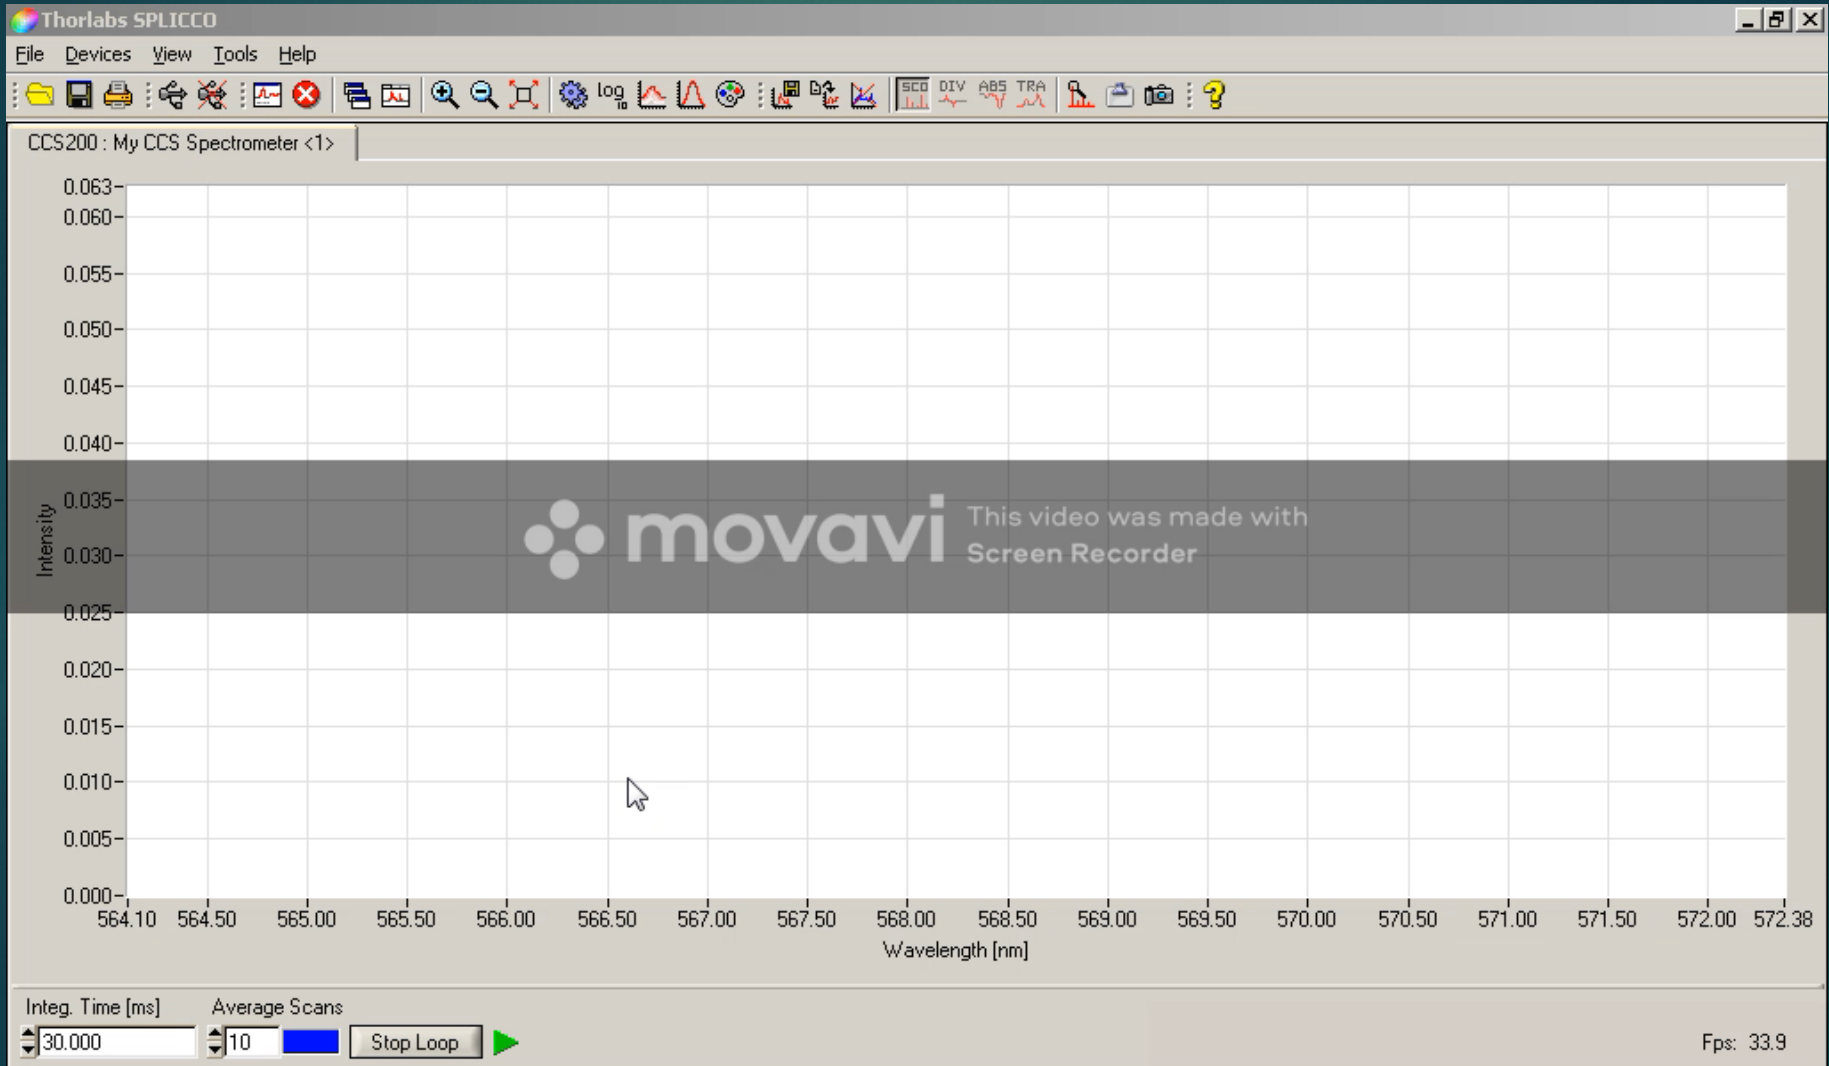 Thorlabs SPLICCO
File Devices View Tools Help
log 10 SCO DIV ABS TRA
CCS200 : My CCS Spectrometer <1>
0.063
0.060
0.055
0.050
0.045
0.040
0.035
0.030
0.025
0.020
0.015
0.010
0.005
0.000
Intensity
movavi
This video was made with
Screen Recorder
564.10 564.50 565.00 565.50 566.00 566.50 567.00 567.50 568.00 568.50 569.00 569.50 570.00 570.50 571.00 571.50 572.00 572.38
Wavelength [nm]
Integ. Time [ms] Average Scans
30.000 10 Stop Loop Fps: 33.9